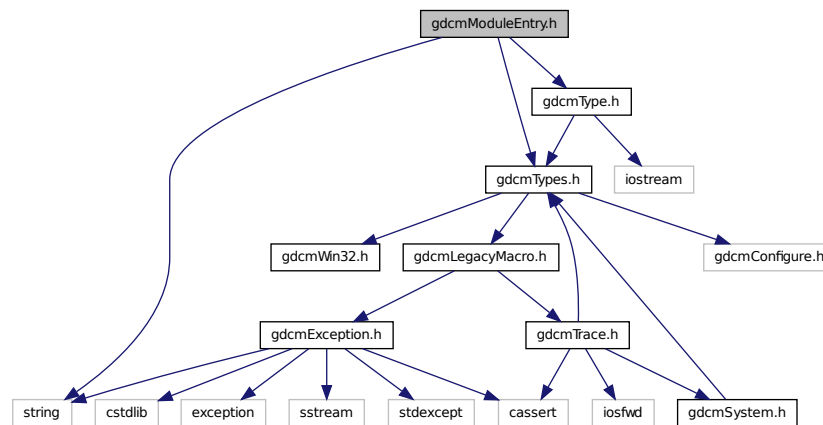 gdcmModuleEntry.h
gdcmType.h
gdcmTypes.h
iostream
gdcmWin32.h
gdcmLegacyMacro.h
gdcmConfigure.h
gdcmException.h
gdcmTrace.h
string
cstdlib
exception
sstream
stdexcept
cassert
iosfwd
gdcmSystem.h